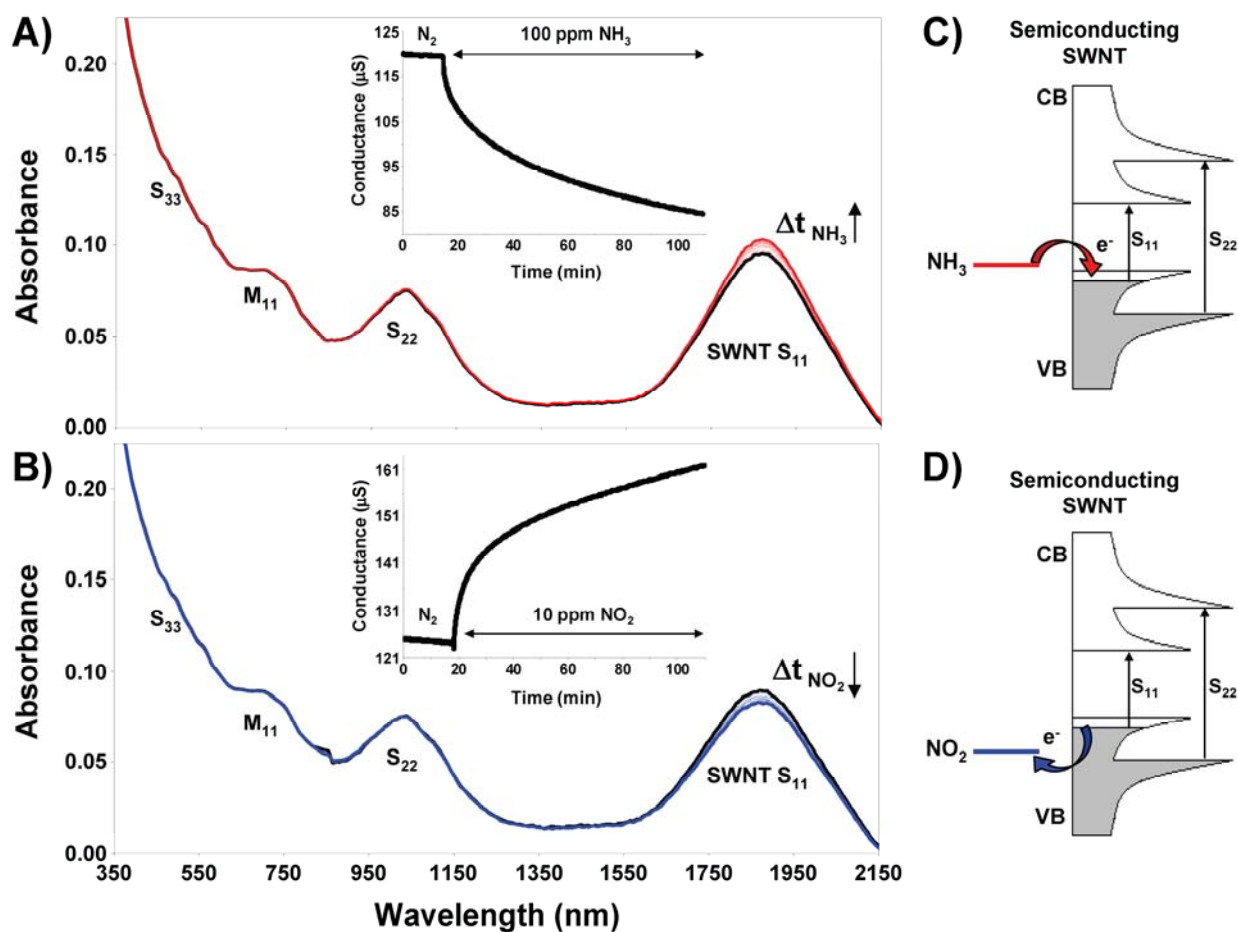 A)
Absorbance
0.20
0.15
0.10
0.05
0.00
S₃₃
M₁₁
S₂₂
SWNT S₁₁
Δt NH₃
Conductance (µS)
125
115
105
95
85
N₂
100 ppm NH₃
0 20 40 60 80 100
Time (min)
B)
Absorbance
0.20
0.15
0.10
0.05
0.00
S₃₃
M₁₁
S₂₂
SWNT S₁₁
Δt NO₂
Conductance (µS)
161
151
141
131
121
N₂
10 ppm NO₂
0 20 40 60 80 100
Time (min)
350 550 750 950 1150 1350 1550 1750 1950 2150
Wavelength (nm)
C)
Semiconducting
SWNT
CB
NH₃
e⁻
S₁₁
S₂₂
VB
D)
Semiconducting
SWNT
CB
NO₂
e⁻
S₁₁
S₂₂
VB